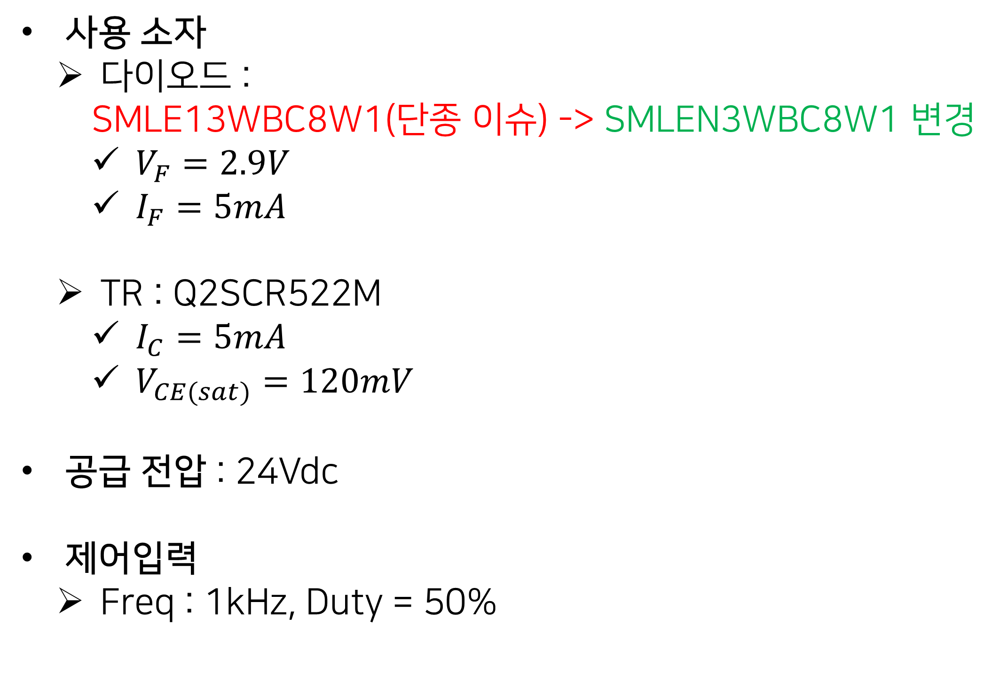 • 사용 소자
➢ 다이오드 :
SMLE13WBC8W1(단종 이슈) -> SMLEN3WBC8W1 변경
✓ V_F = 2.9V
✓ I_F = 5mA
➢ TR : Q2SCR522M
✓ I_C = 5mA
✓ V_CE(sat) = 120mV
• 공급 전압 : 24Vdc
• 제어입력
➢ Freq : 1kHz, Duty = 50%